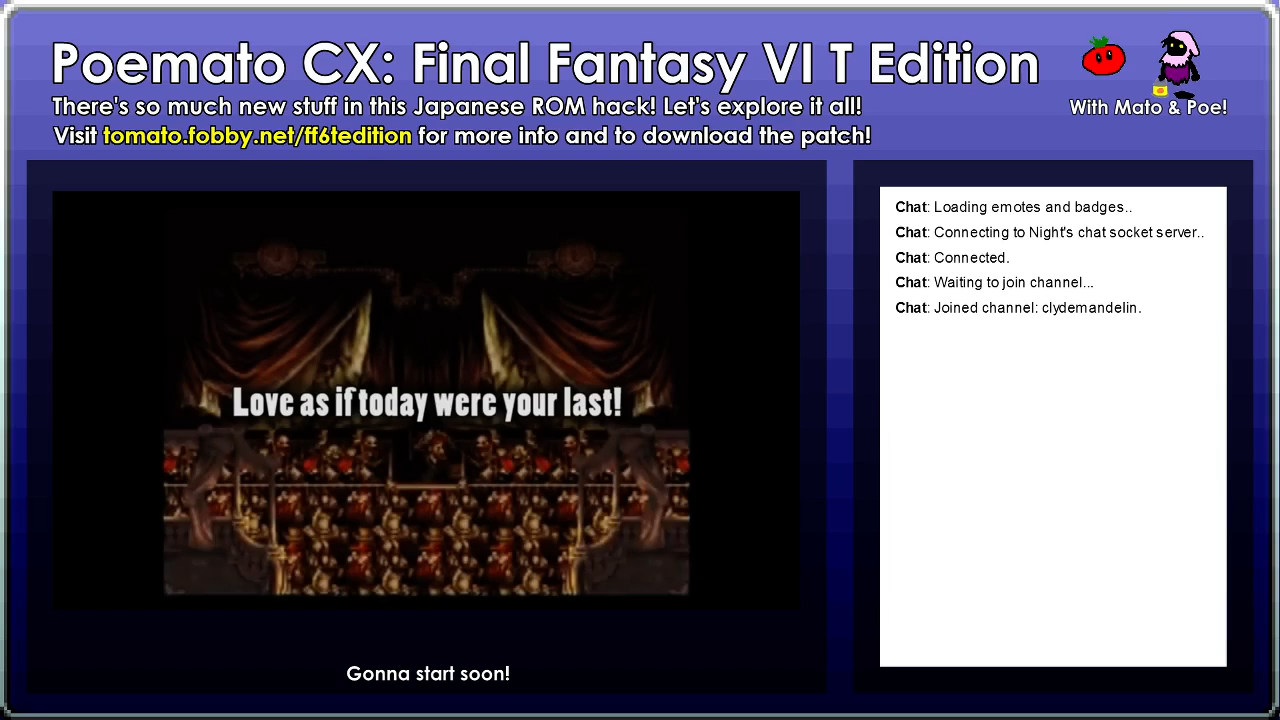 Poemato CX: Final Fantasy VI T Edition
There's so much new stuff in this Japanese ROM hack! Let's explore it all!
Visit tomato.fobby.net/ff6tedition for more info and to download the patch!
With Mato & Poe!
Love as if today were your last!
Gonna start soon!
Chat: Loading emotes and badges..
Chat: Connecting to Night's chat socket server..
Chat: Connected.
Chat: Waiting to join channel...
Chat: Joined channel: clydemandelin.